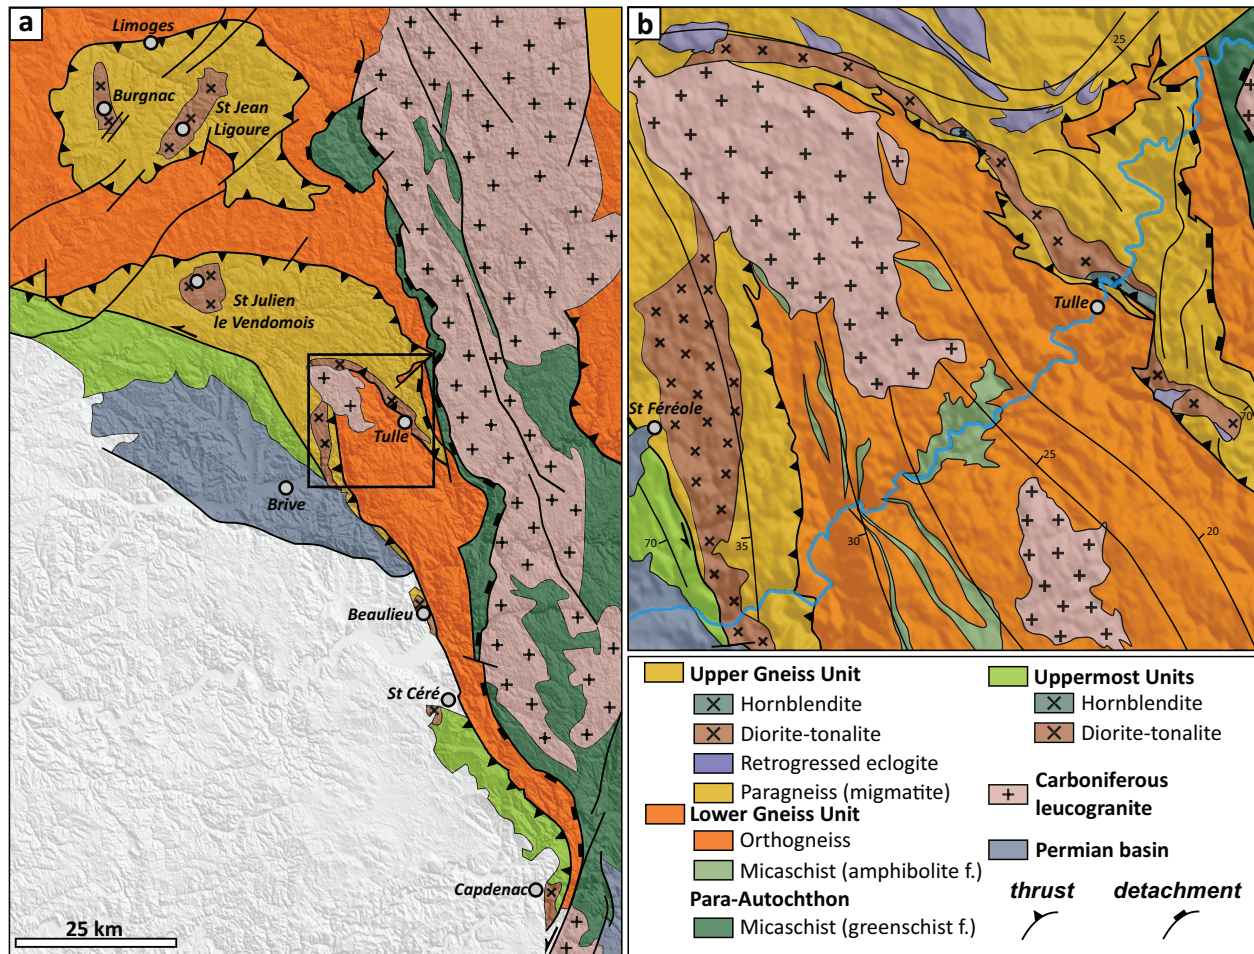 a
Limoges
Burgnac
St Jean
Ligoure
St Julien
le Vendomois
Tulle
Brive
Beaulieu
St Céré
Capdenac
25 km
b
25
Tulle
St Féréole
70
25
20
30
35
70
Upper Gneiss Unit
Hornblendite
Diorite-tonalite
Retrogressed eclogite
Paragneiss (migmatite)
Lower Gneiss Unit
Orthogneiss
Micaschist (amphibolite f.)
Para-Autochthon
Micaschist (greenschist f.)
Uppermost Units
Hornblendite
Diorite-tonalite
Carboniferous
leucogranite
Permian basin
thrust
detachment